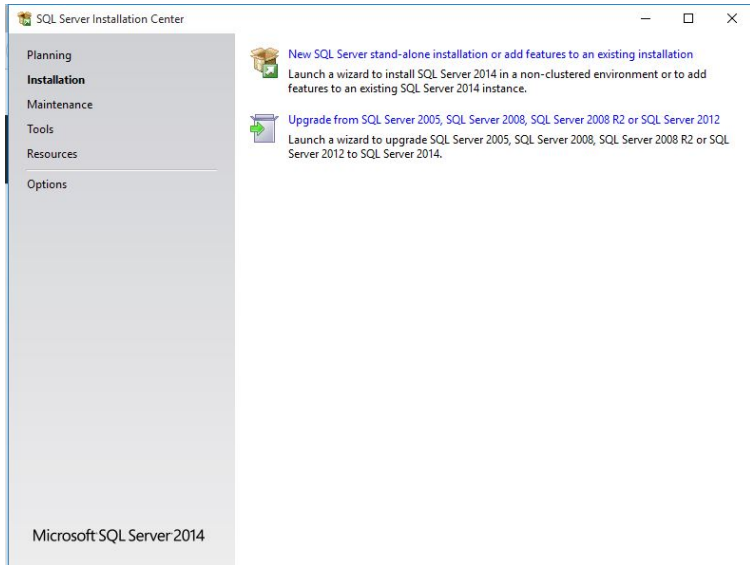 SQL Server Installation Center
Planning
Installation
Maintenance
Tools
Resources
Options
New SQL Server stand-alone installation or add features to an existing installation
Launch a wizard to install SQL Server 2014 in a non-clustered environment or to add
features to an existing SQL Server 2014 instance.
Upgrade from SQL Server 2005, SQL Server 2008, SQL Server 2008 R2 or SQL Server 2012
Launch a wizard to upgrade SQL Server 2005, SQL Server 2008, SQL Server 2008 R2 or SQL
Server 2012 to SQL Server 2014.
Microsoft SQL Server 2014